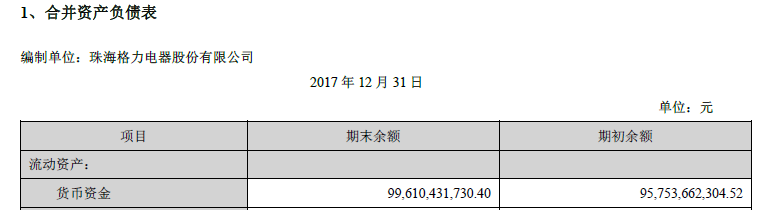 1、合并资产负债表
编制单位：珠海格力电器股份有限公司
2017 年 12 月 31 日
单位：元
项目 期末余额 期初余额
流动资产：
货币资金 99,610,431,730.40 95,753,662,304.52